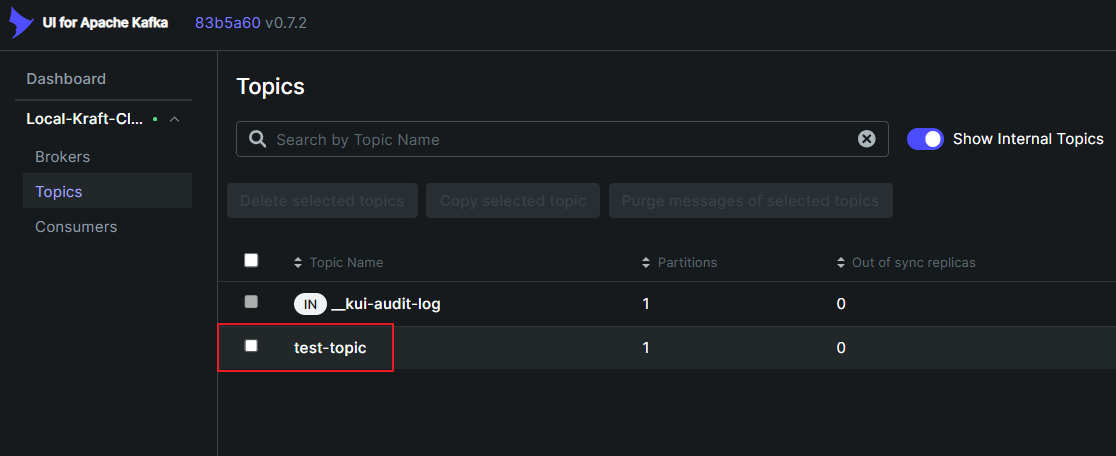 UI for Apache Kafka 83b5a60 v0.7.2
Dashboard
Local-Kraft-Cl...
Brokers
Topics
Consumers
Topics
Search by Topic Name
Show Internal Topics
Delete selected topics Copy selected topic Purge messages of selected topics
Topic Name Partitions Out of sync replicas
IN __kui-audit-log 1 0
test-topic 1 0